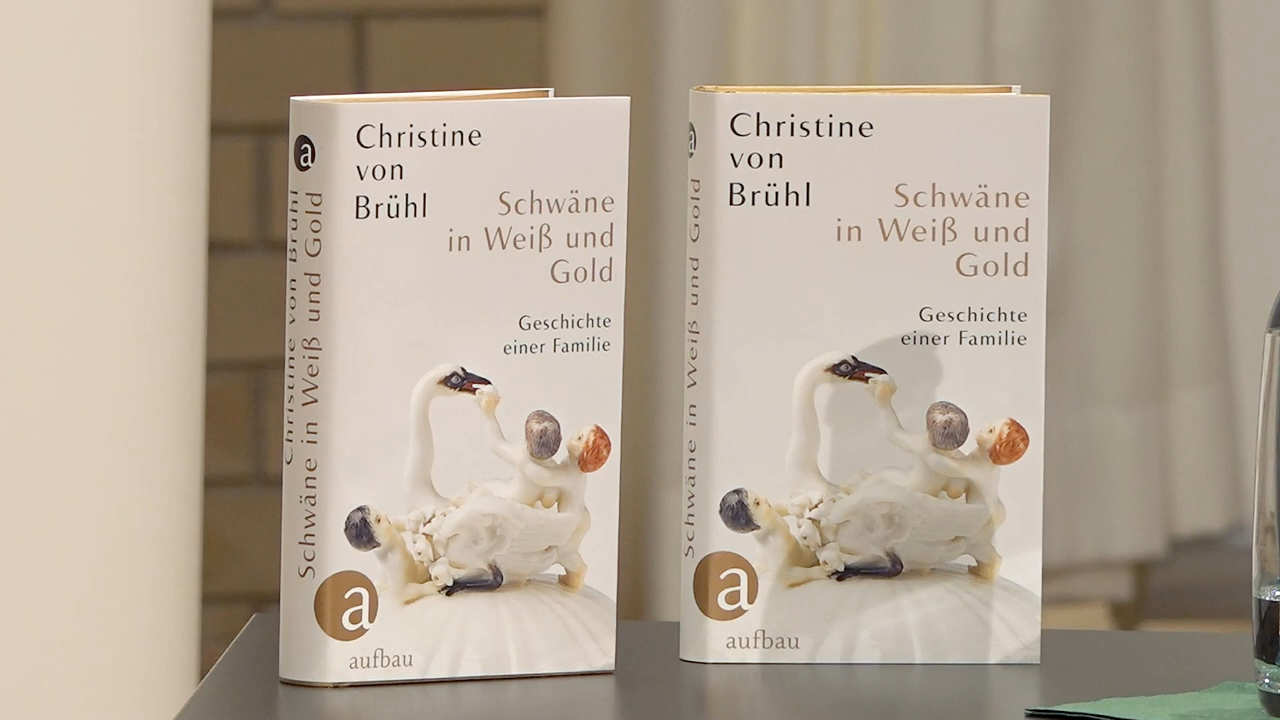 a
Christine von Brühl
Schwäne in Weiß und Gold
Christine
von
Brühl
Schwäne
in Weiß und
Gold
Geschichte
einer Familie
a
aufbau
a
Schwäne in Weiß und Gold
Christine
von
Brühl
Schwäne
in Weiß und
Gold
Geschichte
einer Familie
a
aufbau